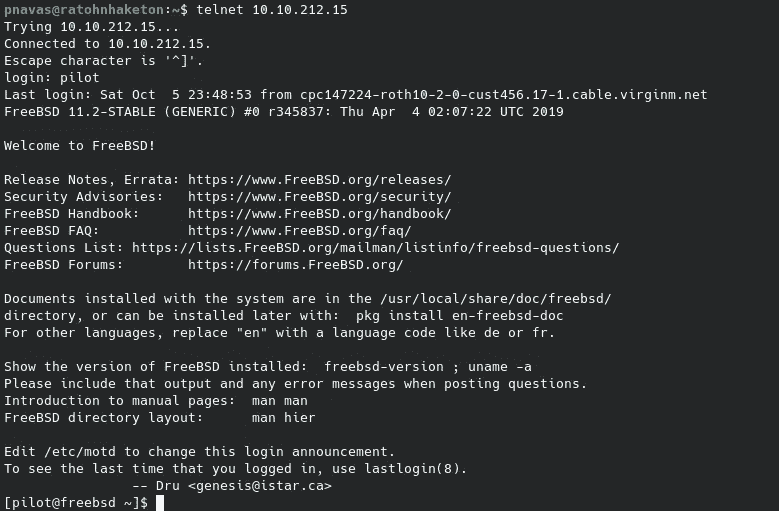 pnavas@ratohnhaketon:~$ telnet 10.10.212.15
Trying 10.10.212.15...
Connected to 10.10.212.15.
Escape character is '^]'.
login: pilot
Last login: Sat Oct  5 23:48:53 from cpc147224-roth10-2-0-cust456.17-1.cable.virginm.net
FreeBSD 11.2-STABLE (GENERIC) #0 r345837: Thu Apr  4 02:07:22 UTC 2019
Welcome to FreeBSD!
Release Notes, Errata: https://www.FreeBSD.org/releases/
Security Advisories:   https://www.FreeBSD.org/security/
FreeBSD Handbook:      https://www.FreeBSD.org/handbook/
FreeBSD FAQ:           https://www.FreeBSD.org/faq/
Questions List: https://lists.FreeBSD.org/mailman/listinfo/freebsd-questions/
FreeBSD Forums:        https://forums.FreeBSD.org/
Documents installed with the system are in the /usr/local/share/doc/freebsd/
directory, or can be installed later with:  pkg install en-freebsd-doc
For other languages, replace "en" with a language code like de or fr.
Show the version of FreeBSD installed:  freebsd-version ; uname -a
Please include that output and any error messages when posting questions.
Introduction to manual pages:  man man
FreeBSD directory layout:      man hier
Edit /etc/motd to change this login announcement.
To see the last time that you logged in, use lastlogin(8).
-- Dru <genesis@istar.ca>
[pilot@freebsd ~]$